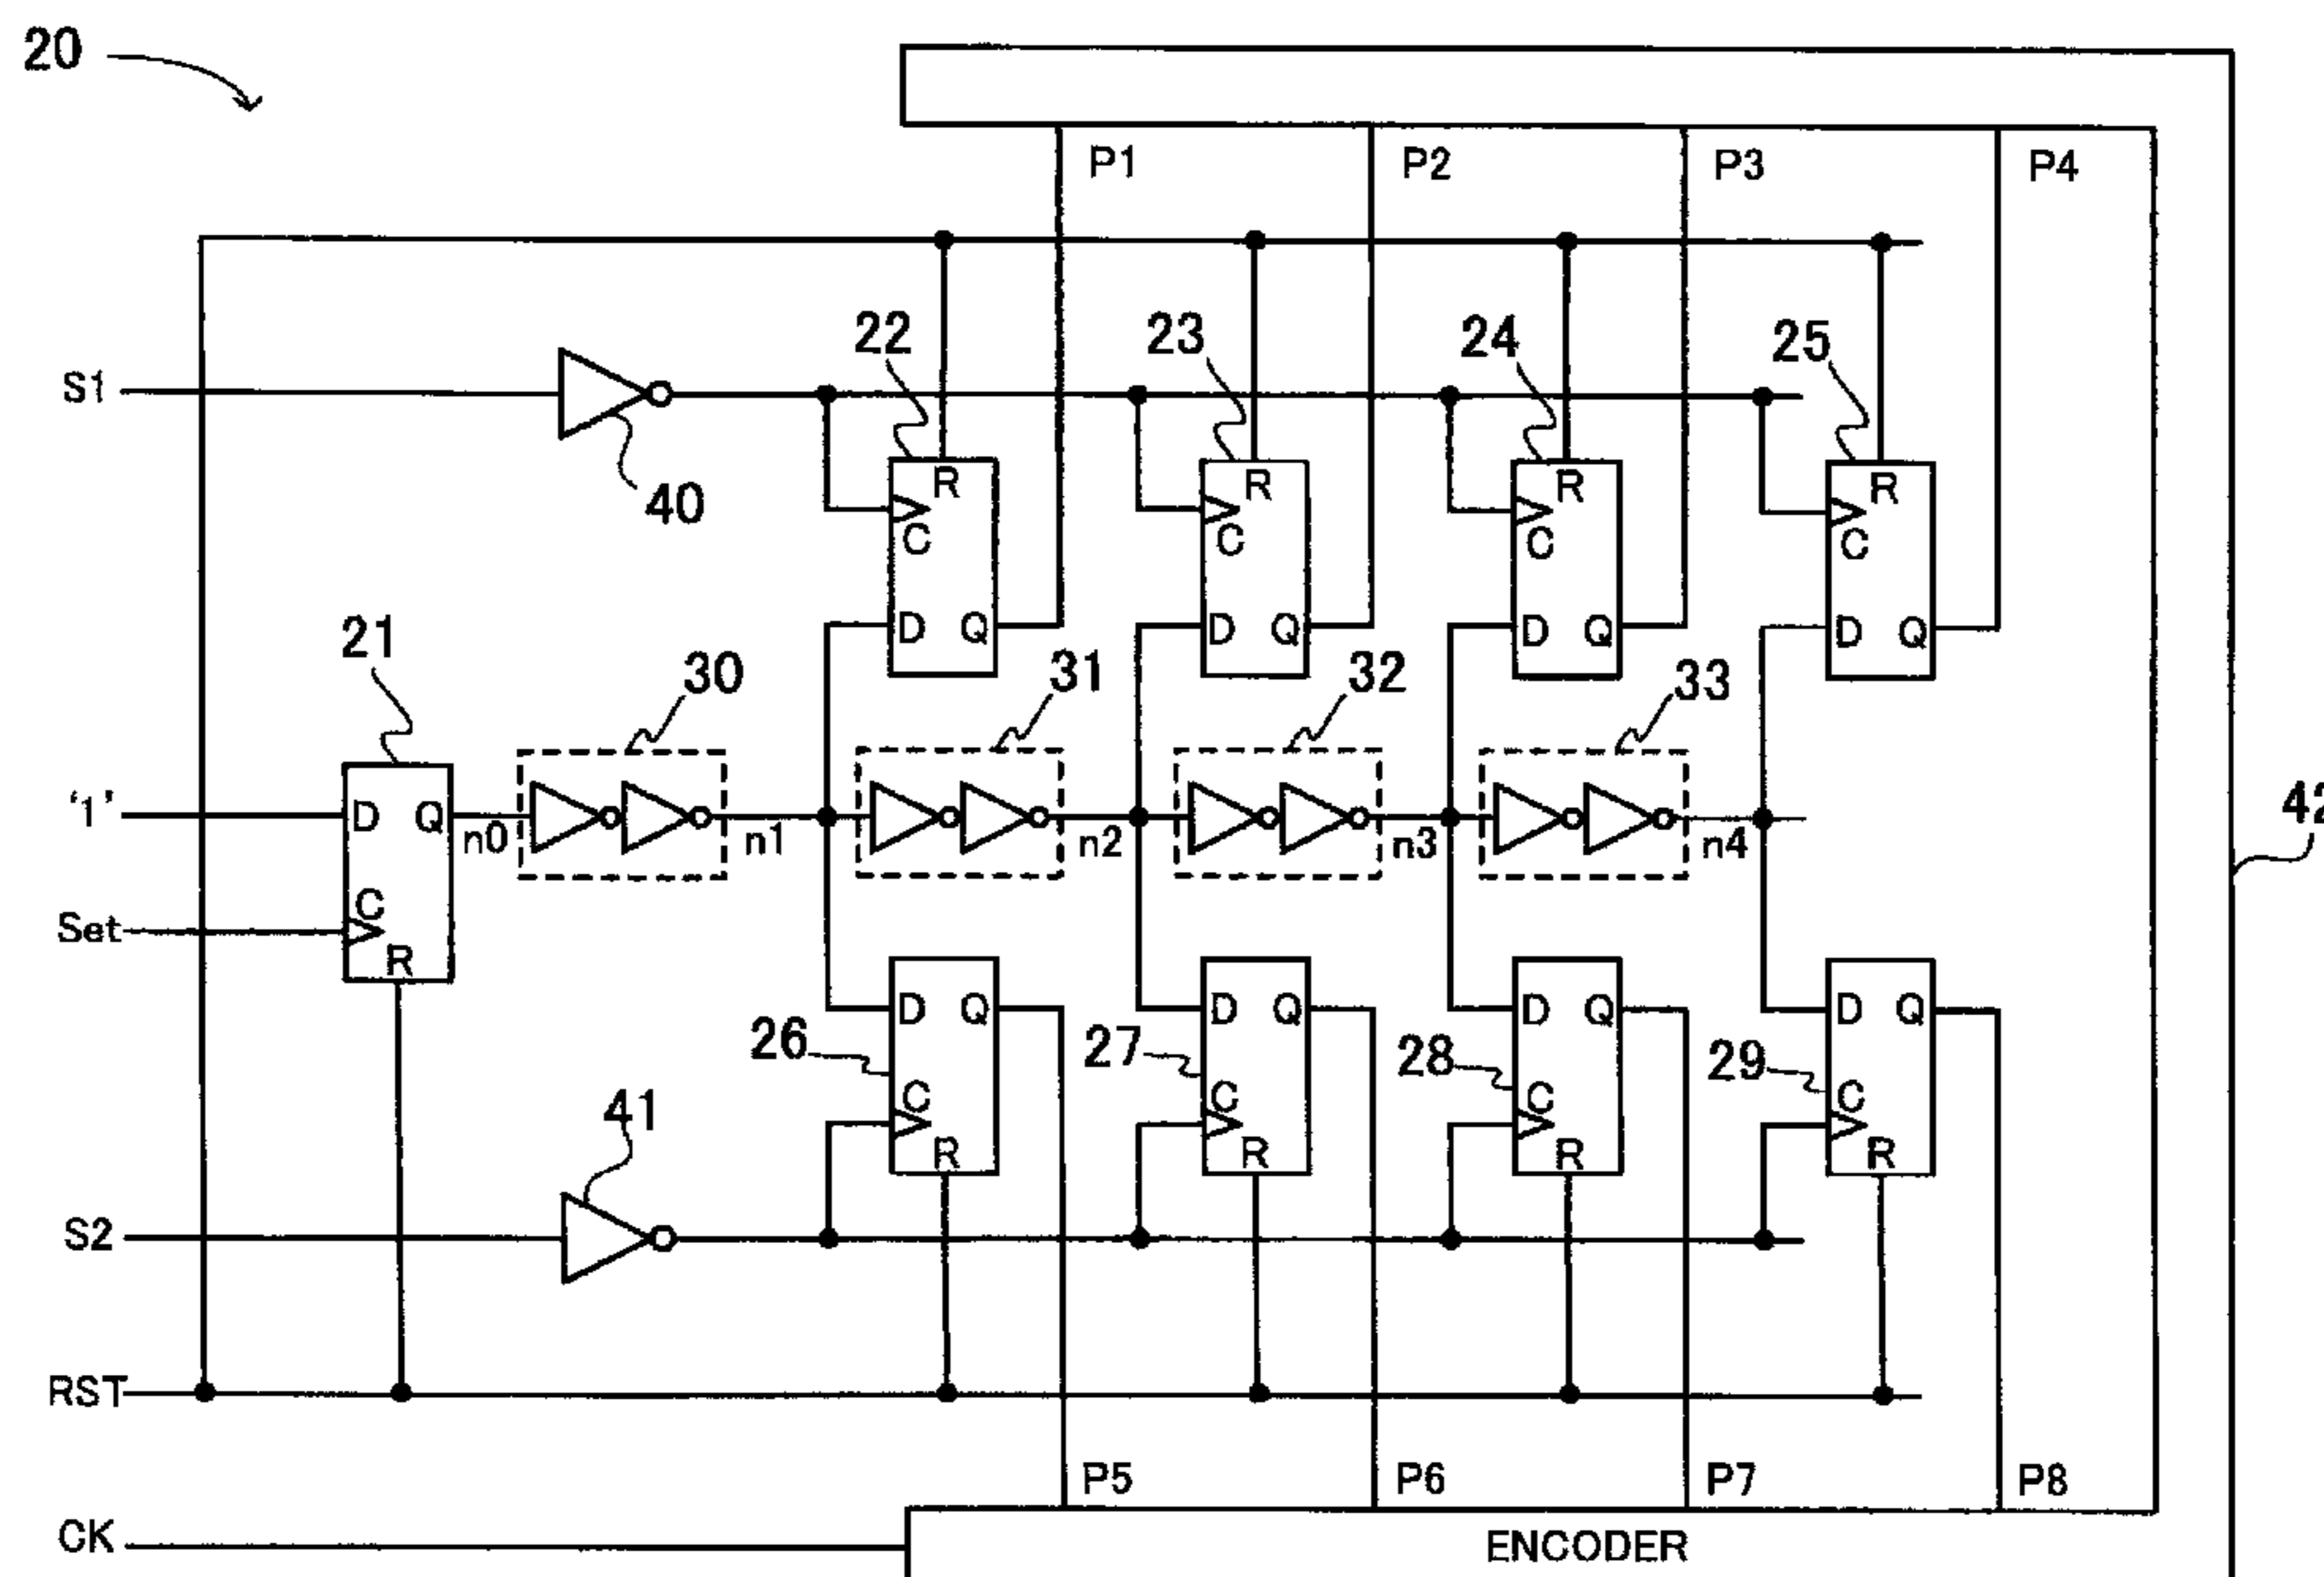 20
P1 P2 P3 P4
22 23 24 25
S1
R R R R
40
C C C C
21
D Q D Q D Q D Q
30 31 32 33
'1'
D Q
n0 n1 n2 n3 n4
42
Set
C
R
D Q D Q D Q D Q
26 27 28 29
C C C C
41
R R R R
S2
RST
P5 P6 P7 P8
CK
ENCODER